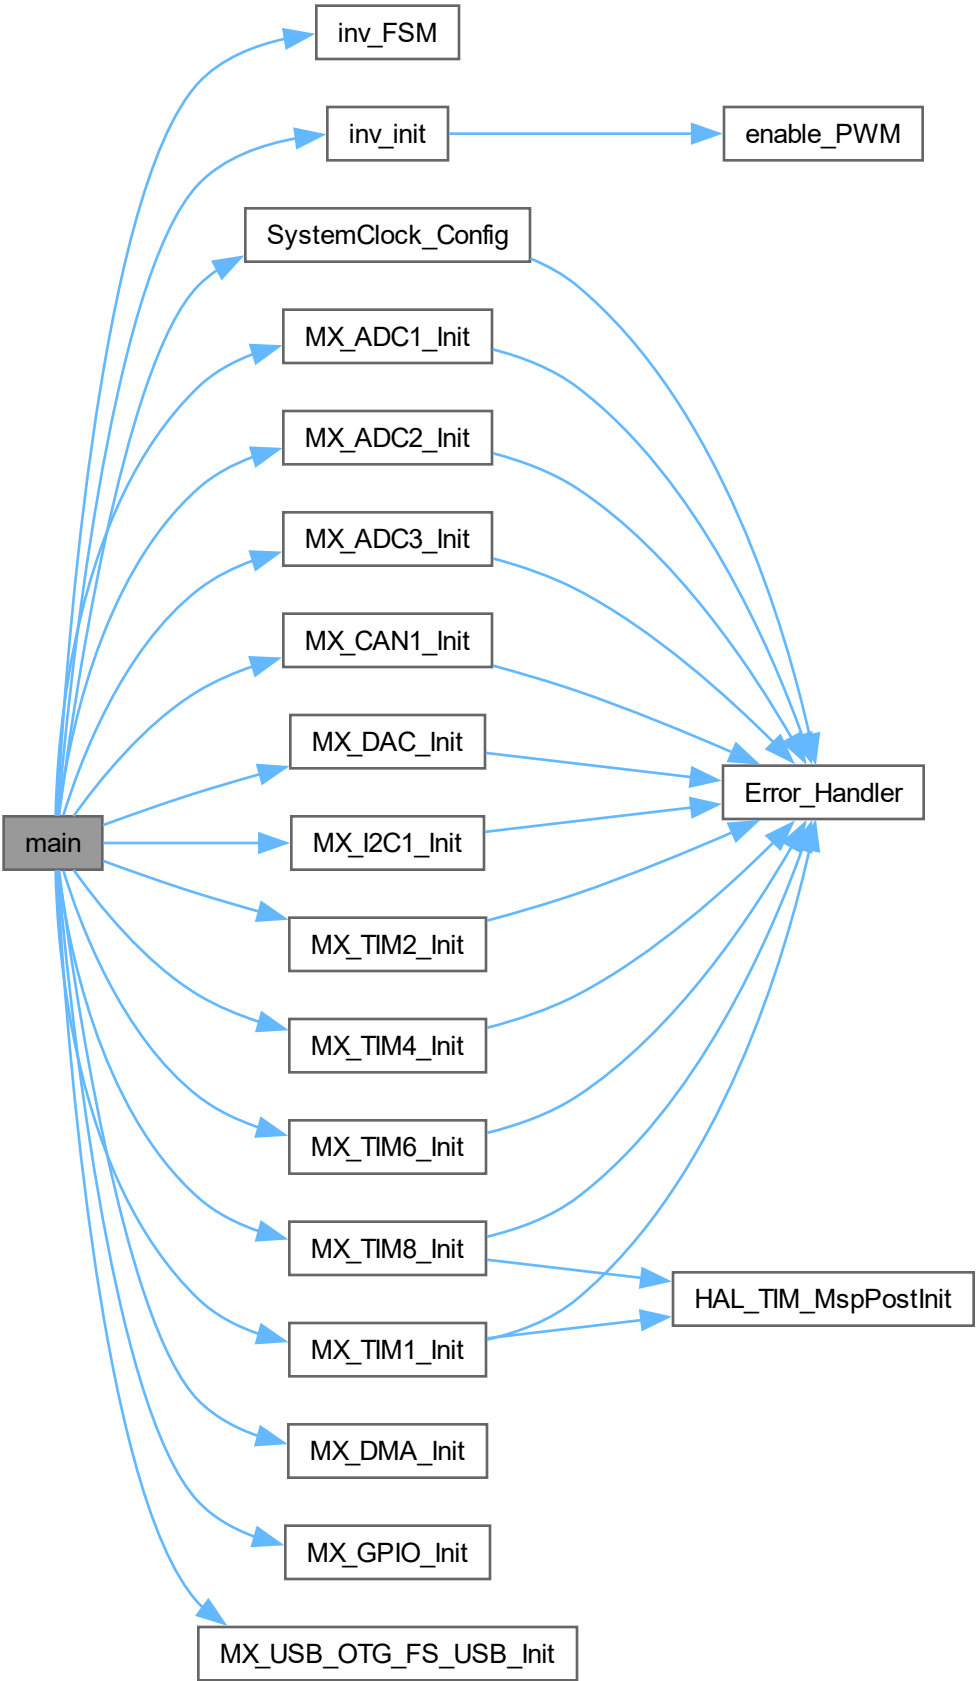 inv_FSM
inv_init
enable_PWM
SystemClock_Config
MX_ADC1_Init
MX_ADC2_Init
MX_ADC3_Init
MX_CAN1_Init
MX_DAC_Init
Error_Handler
main
MX_I2C1_Init
MX_TIM2_Init
MX_TIM4_Init
MX_TIM6_Init
MX_TIM8_Init
HAL_TIM_MspPostInit
MX_TIM1_Init
MX_DMA_Init
MX_GPIO_Init
MX_USB_OTG_FS_USB_Init